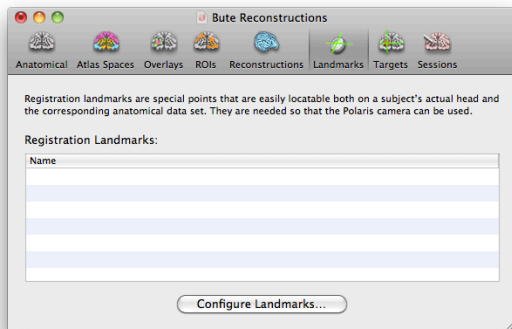 Bute Reconstructions
Anatomical Atlas Spaces Overlays ROIs Reconstructions Landmarks Targets Sessions
Registration landmarks are special points that are easily locatable both on a subject's actual head and
the corresponding anatomical data set. They are needed so that the Polaris camera can be used.
Registration Landmarks:
Name
Configure Landmarks...